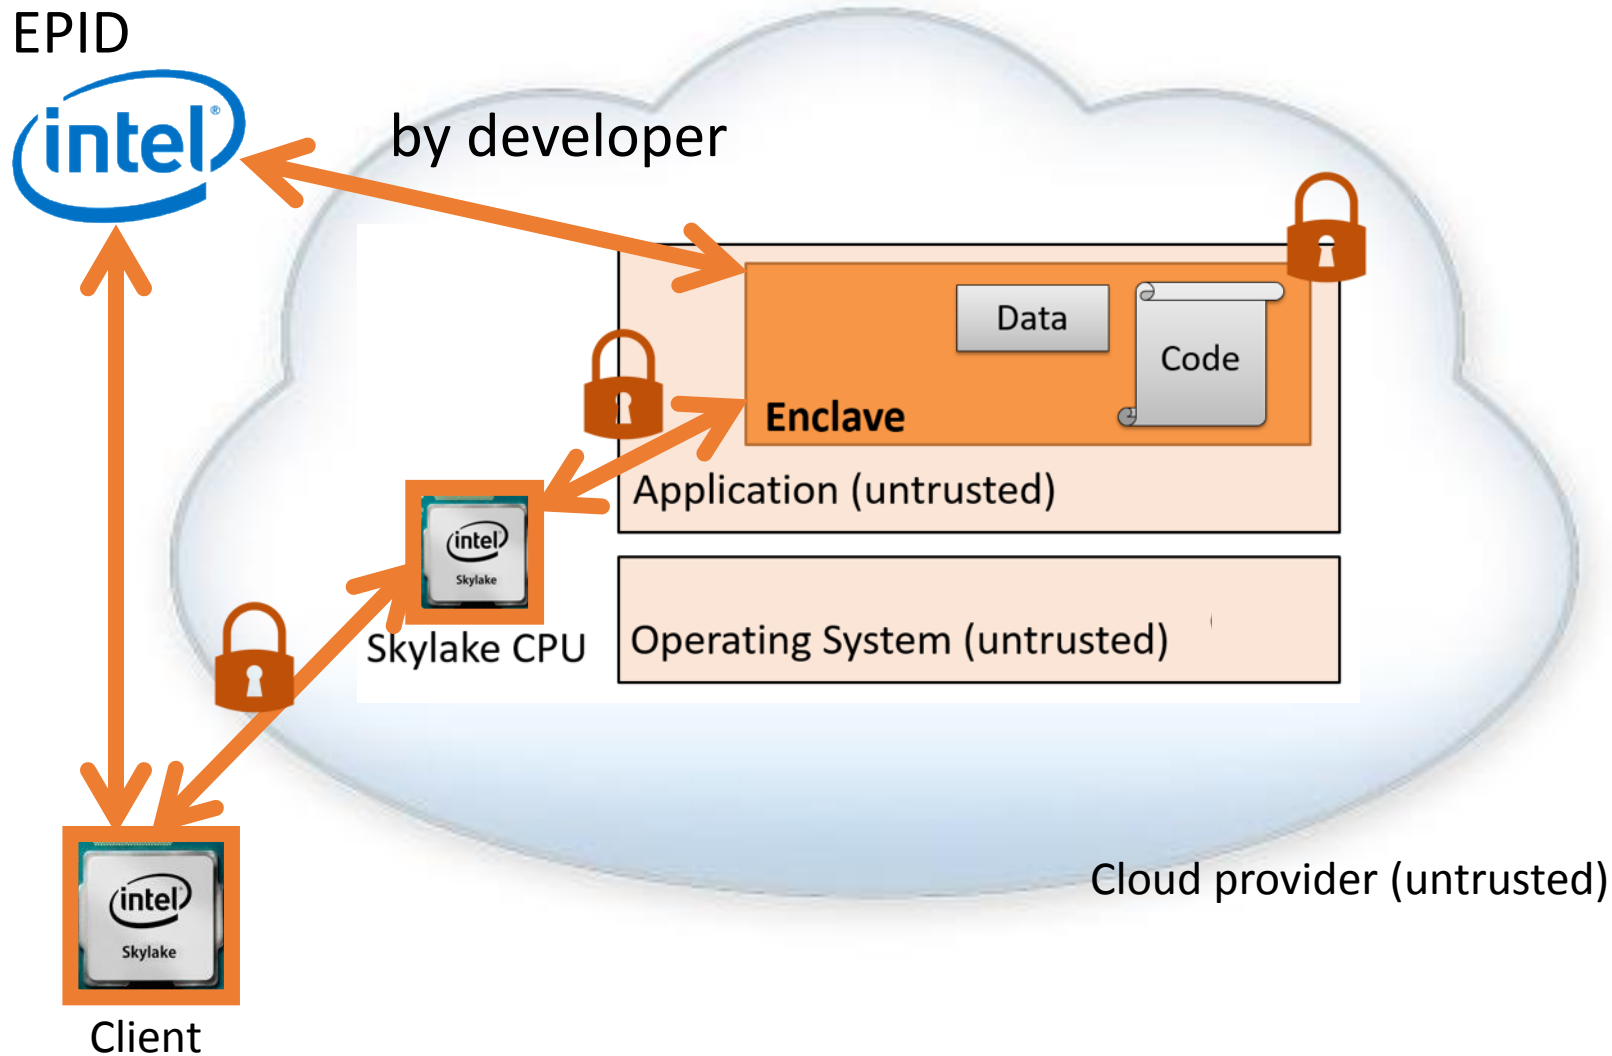 EPID
intel®
by developer
Data
Code
Enclave
Application (untrusted)
intel
Skylake
Skylake CPU
Operating System (untrusted)
Cloud provider (untrusted)
intel
Skylake
Client